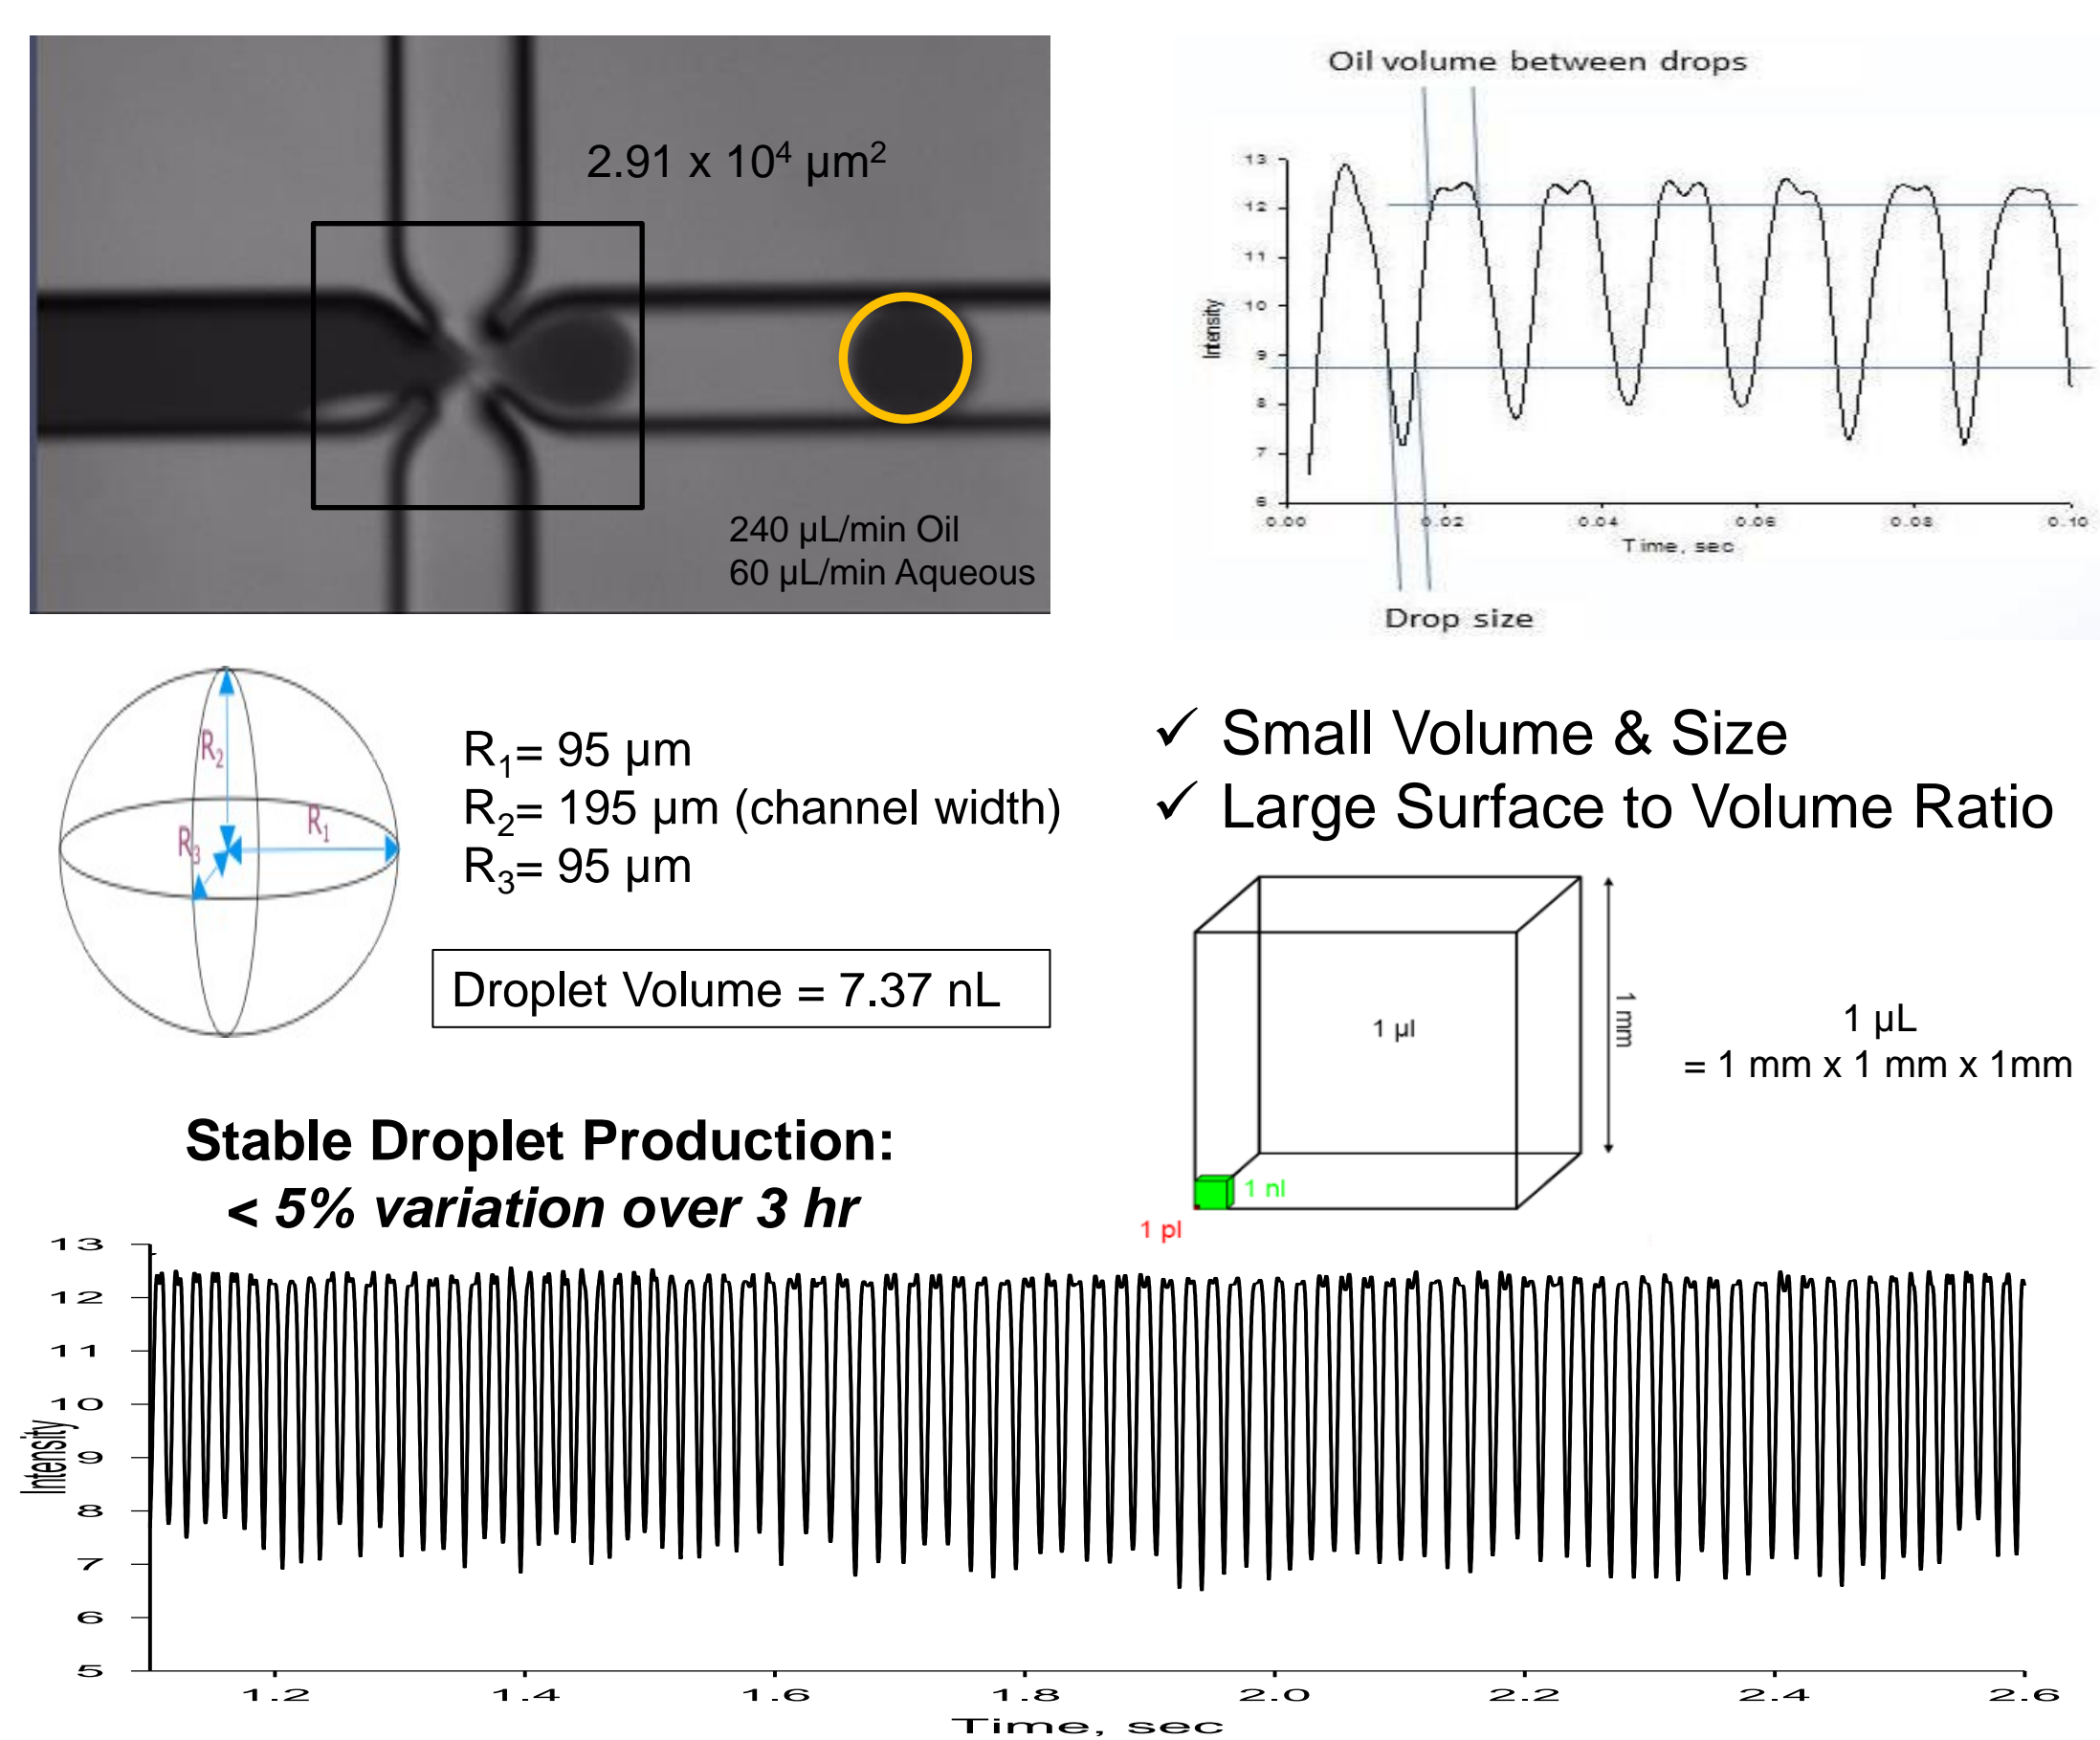 2.91 x 10⁴ µm²
240 µL/min Oil
60 µL/min Aqueous
Oil volume between drops
13
12
11
10
9
8
7
6
Intensity
0.00 0.02 0.04 0.06 0.08 0.10
Time, sec
Drop size
R₂
R₁
R₃
R₁= 95 µm
R₂= 195 µm (channel width)
R₃= 95 µm
Droplet Volume = 7.37 nL
✓ Small Volume & Size
✓ Large Surface to Volume Ratio
1 µl
1 mm
1 nl
1 pl
1 µL
= 1 mm x 1 mm x 1mm
Stable Droplet Production:
< 5% variation over 3 hr
13
12
11
10
9
8
7
6
5
Intensity
1.2 1.4 1.6 1.8 2.0 2.2 2.4 2.6
Time, sec